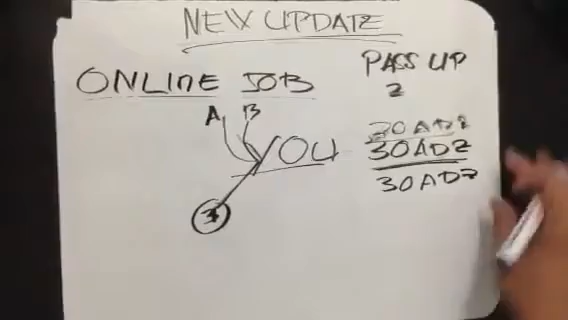 NEW UPDATE
ONLINE JOB
PASS UP
2
A B
YOU
30 ADZ
30 ADZ
30 ADZ
3